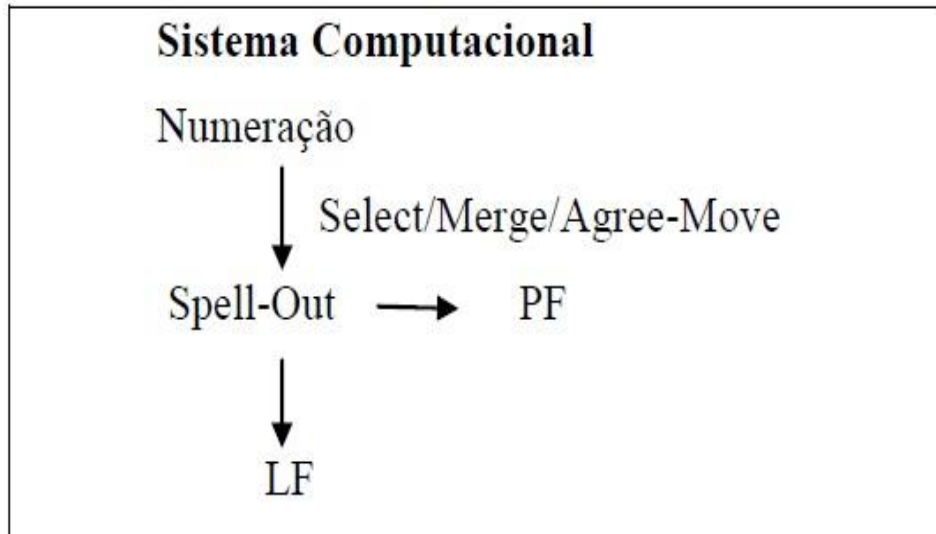 Sistema Computacional
Numeração
Select/Merge/Agree-Move
Spell-Out PF
LF